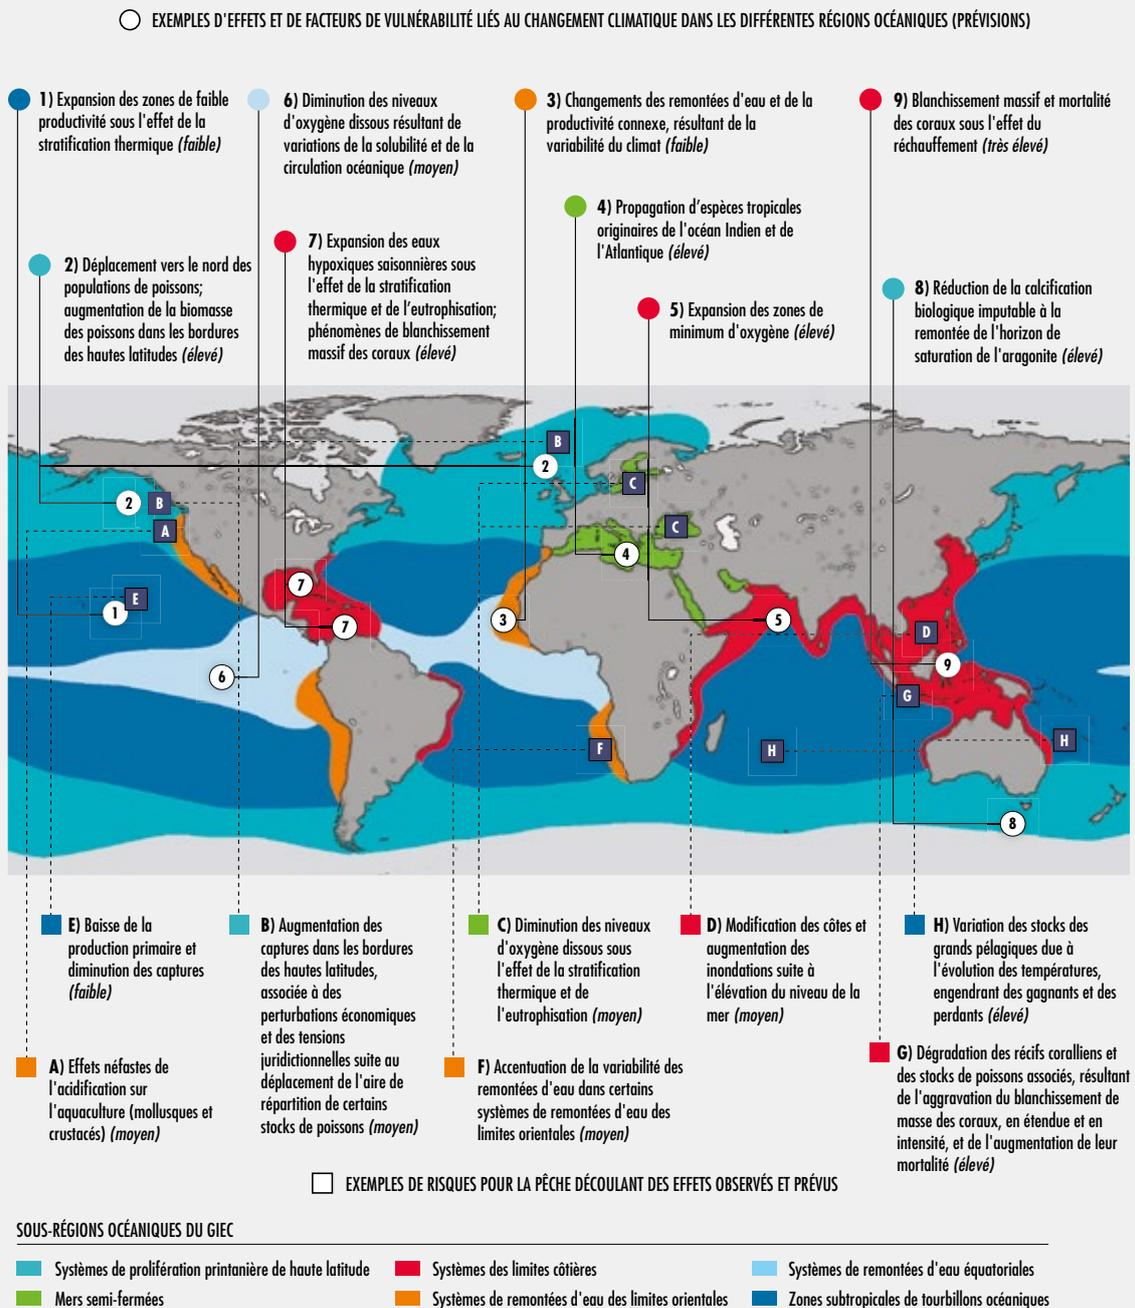 EXEMPLES D'EFFETS ET DE FACTEURS DE VULNÉRABILITÉ LIÉS AU CHANGEMENT CLIMATIQUE DANS LES DIFFÉRENTES RÉGIONS OCÉANIQUES (PRÉVISIONS)
1) Expansion des zones de faible
productivité sous l'effet de la
stratification thermique (faible)
6) Diminution des niveaux
d'oxygène dissous résultant de
variations de la solubilité et de la
circulation océanique (moyen)
3) Changements des remontées d'eau et de la
productivité connexe, résultant de la
variabilité du climat (faible)
9) Blanchissement massif et mortalité
des coraux sous l'effet du
réchauffement (très élevé)
4) Propagation d’espèces tropicales
originaires de l'océan Indien et de
l'Atlantique (élevé)
7) Expansion des eaux
hypoxiques saisonnières sous
l'effet de la stratification
thermique et de l’eutrophisation;
phénomènes de blanchissement
massif des coraux (élevé)
2) Déplacement vers le nord des
populations de poissons;
augmentation de la biomasse
des poissons dans les bordures
des hautes latitudes (élevé)
5) Expansion des zones de
minimum d'oxygène (élevé)
8) Réduction de la calcification
biologique imputable à la
remontée de l'horizon de
saturation de l'aragonite (élevé)
B
2
C
2
B
C
A
4
7
E
1
3
5
7
D
9
6
G
H
F
H
8
E) Baisse de la
production primaire et
diminution des captures
(faible)
B) Augmentation des
captures dans les bordures
des hautes latitudes,
associée à des
perturbations économiques
et des tensions
juridictionnelles suite au
déplacement de l'aire de
répartition de certains
stocks de poissons (moyen)
C) Diminution des niveaux
d'oxygène dissous sous
l'effet de la stratification
thermique et de
l'eutrophisation (moyen)
D) Modification des côtes et
augmentation des
inondations suite à
l'élévation du niveau de la
mer (moyen)
H) Variation des stocks des
grands pélagiques due à
l'évolution des températures,
engendrant des gagnants et des
perdants (élevé)
A) Effets néfastes de
l'acidification sur
l'aquaculture (mollusques et
crustacés) (moyen)
F) Accentuation de la variabilité des
remontées d'eau dans certains
systèmes de remontées d'eau des
limites orientales (moyen)
G) Dégradation des récifs coralliens et
des stocks de poissons associés, résultant
de l'aggravation du blanchissement de
masse des coraux, en étendue et en
intensité, et de l'augmentation de leur
mortalité (élevé)
EXEMPLES DE RISQUES POUR LA PÊCHE DÉCOULANT DES EFFETS OBSERVÉS ET PRÉVUS
SOUS-RÉGIONS OCÉANIQUES DU GIEC
Systèmes de prolifération printanière de haute latitude
Systèmes des limites côtières
Systèmes de remontées d'eau équatoriales
Mers semi-fermées
Systèmes de remontées d'eau des limites orientales
Zones subtropicales de tourbillons océaniques